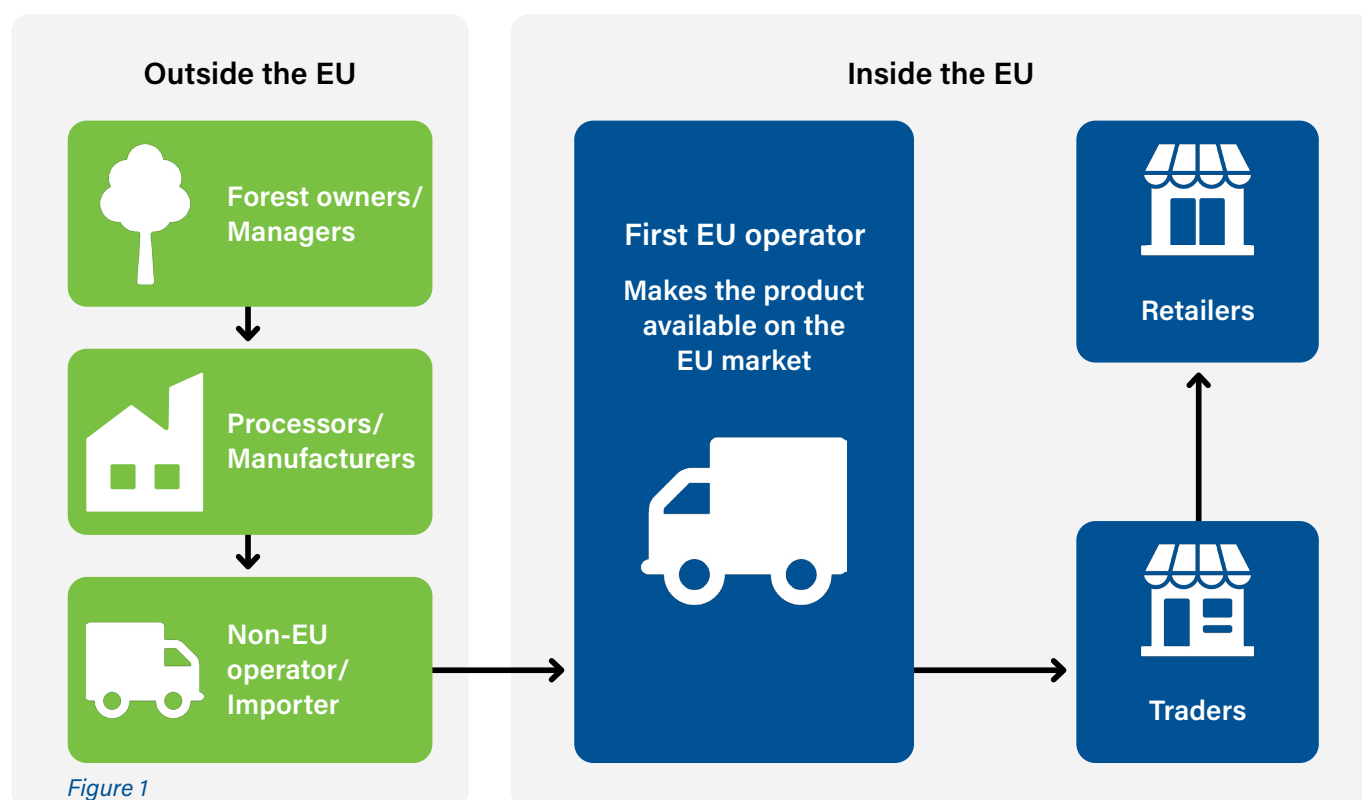 Outside the EU
Forest owners/
Managers
Processors/
Manufacturers
Non-EU
operator/
Importer
Figure 1
Inside the EU
First EU operator
Makes the product
available on the
EU market
Retailers
Traders